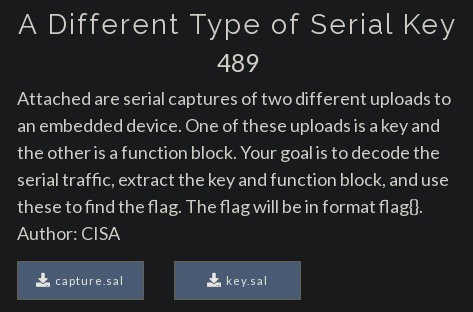 A Different Type of Serial Key
489
Attached are serial captures of two different uploads to
an embedded device. One of these uploads is a key and
the other is a function block. Your goal is to decode the
serial traffic, extract the key and function block, and use
these to find the flag. The flag will be in format flag{}.
Author: CISA
capture.sal key.sal